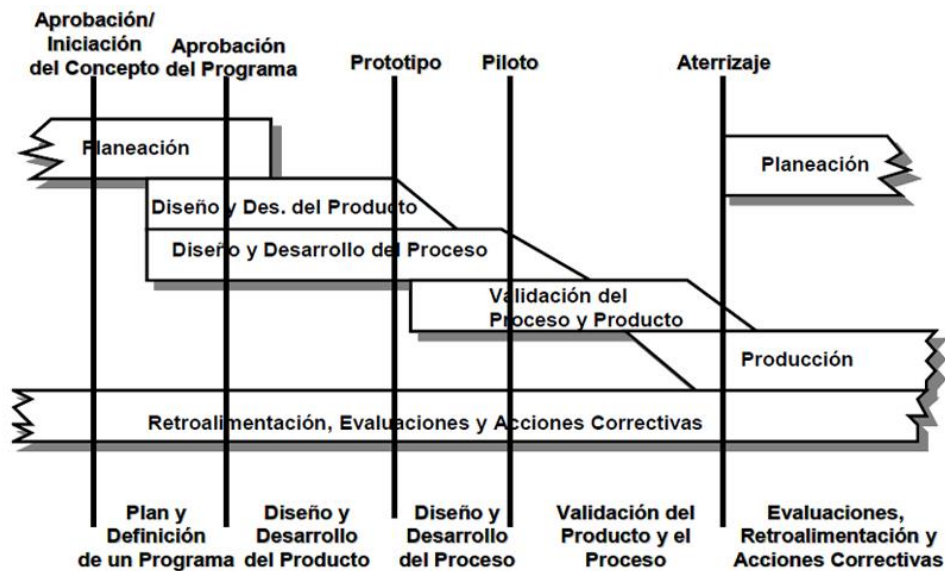 Aprobación/
Iniciación
del Concepto
Aprobación
del Programa
Prototipo
Piloto
Aterrizaje
Planeación
Planeación
Diseño y Des. del Producto
Diseño y Desarrollo del Proceso
Validación del
Proceso y Producto
Producción
Retroalimentación, Evaluaciones y Acciones Correctivas
Plan y
Definición
de un Programa
Diseño y
Desarrollo
del Producto
Diseño y
Desarrollo
del Proceso
Validación del
Producto y el
Proceso
Evaluaciones,
Retroalimentación y
Acciones Correctivas